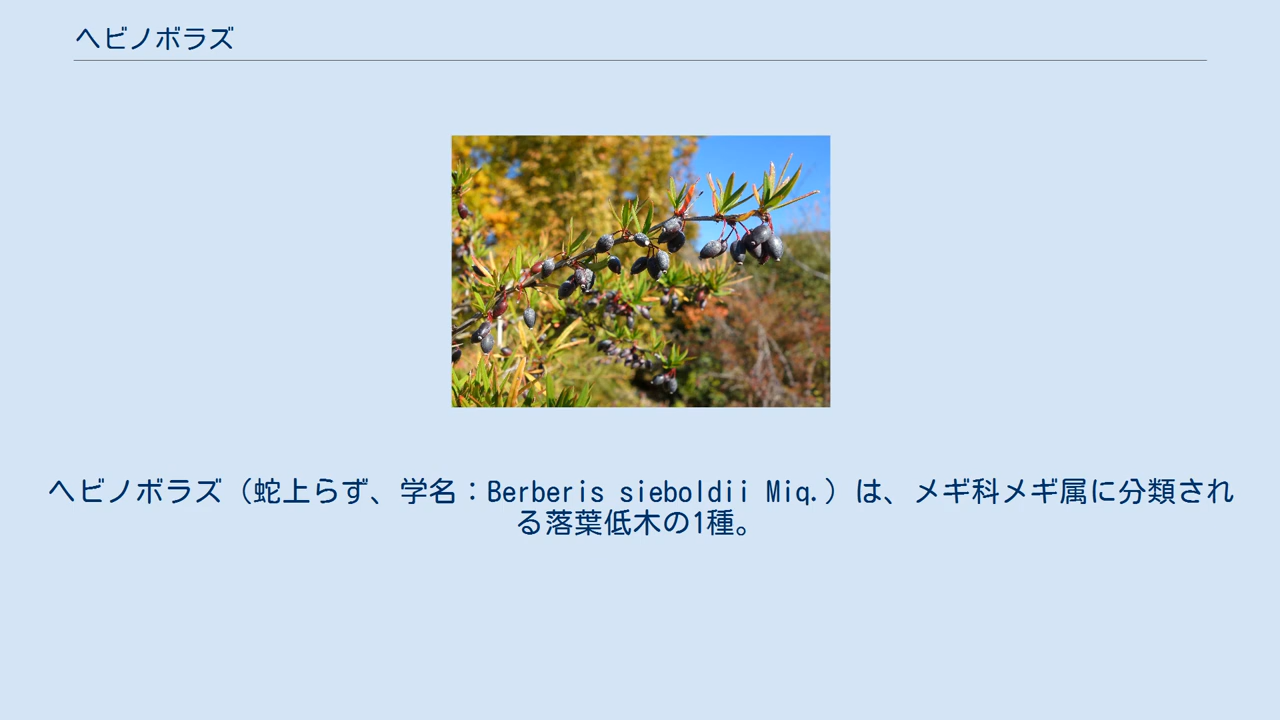 ヘビノボラズ
ヘビノボラズ（蛇上らず、学名：Berberis sieboldii Miq.）は、メギ科メギ属に分類され
る落葉低木の1種。